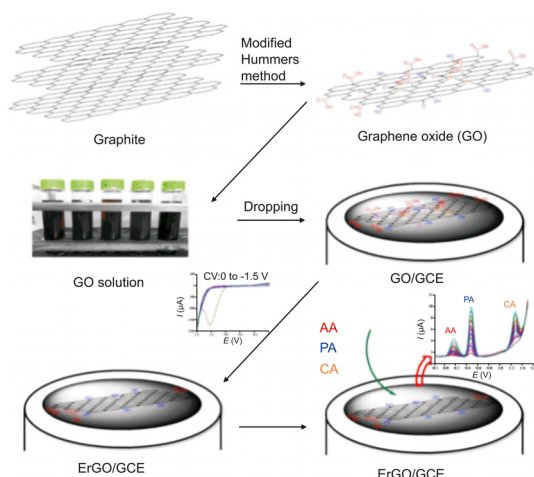 Modified
Hummers
method
Graphite
Graphene oxide (GO)
Dropping
GO solution
GO/GCE
CV:0 to -1.5 V
I (µA)
E (V)
AA
PA
CA
I (µA)
AA
PA
CA
E (V)
ErGO/GCE
ErGO/GCE